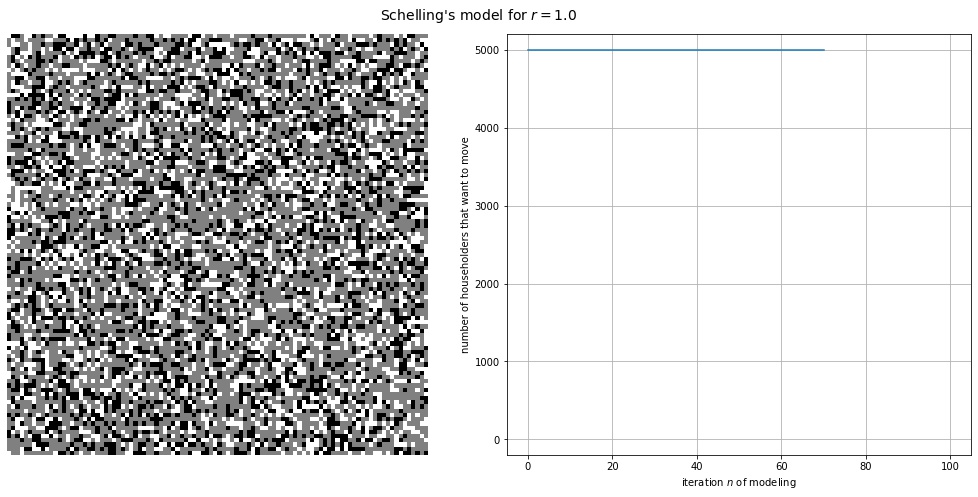 Schelling's model for r = 1.0
number of householders that want to move
5000
4000
3000
2000
1000
0
0 20 40 60 80 100
iteration n of modeling